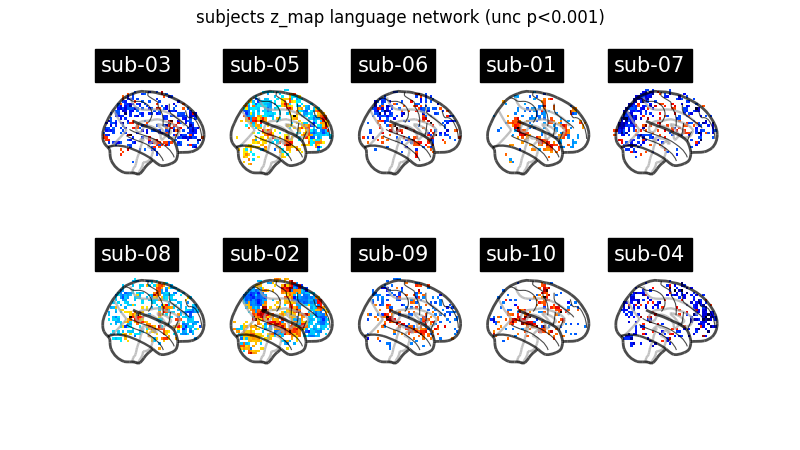 subjects z_map language network (unc p<0.001)
sub-03
sub-05
sub-06
sub-01
sub-07
sub-08
sub-02
sub-09
sub-10
sub-04